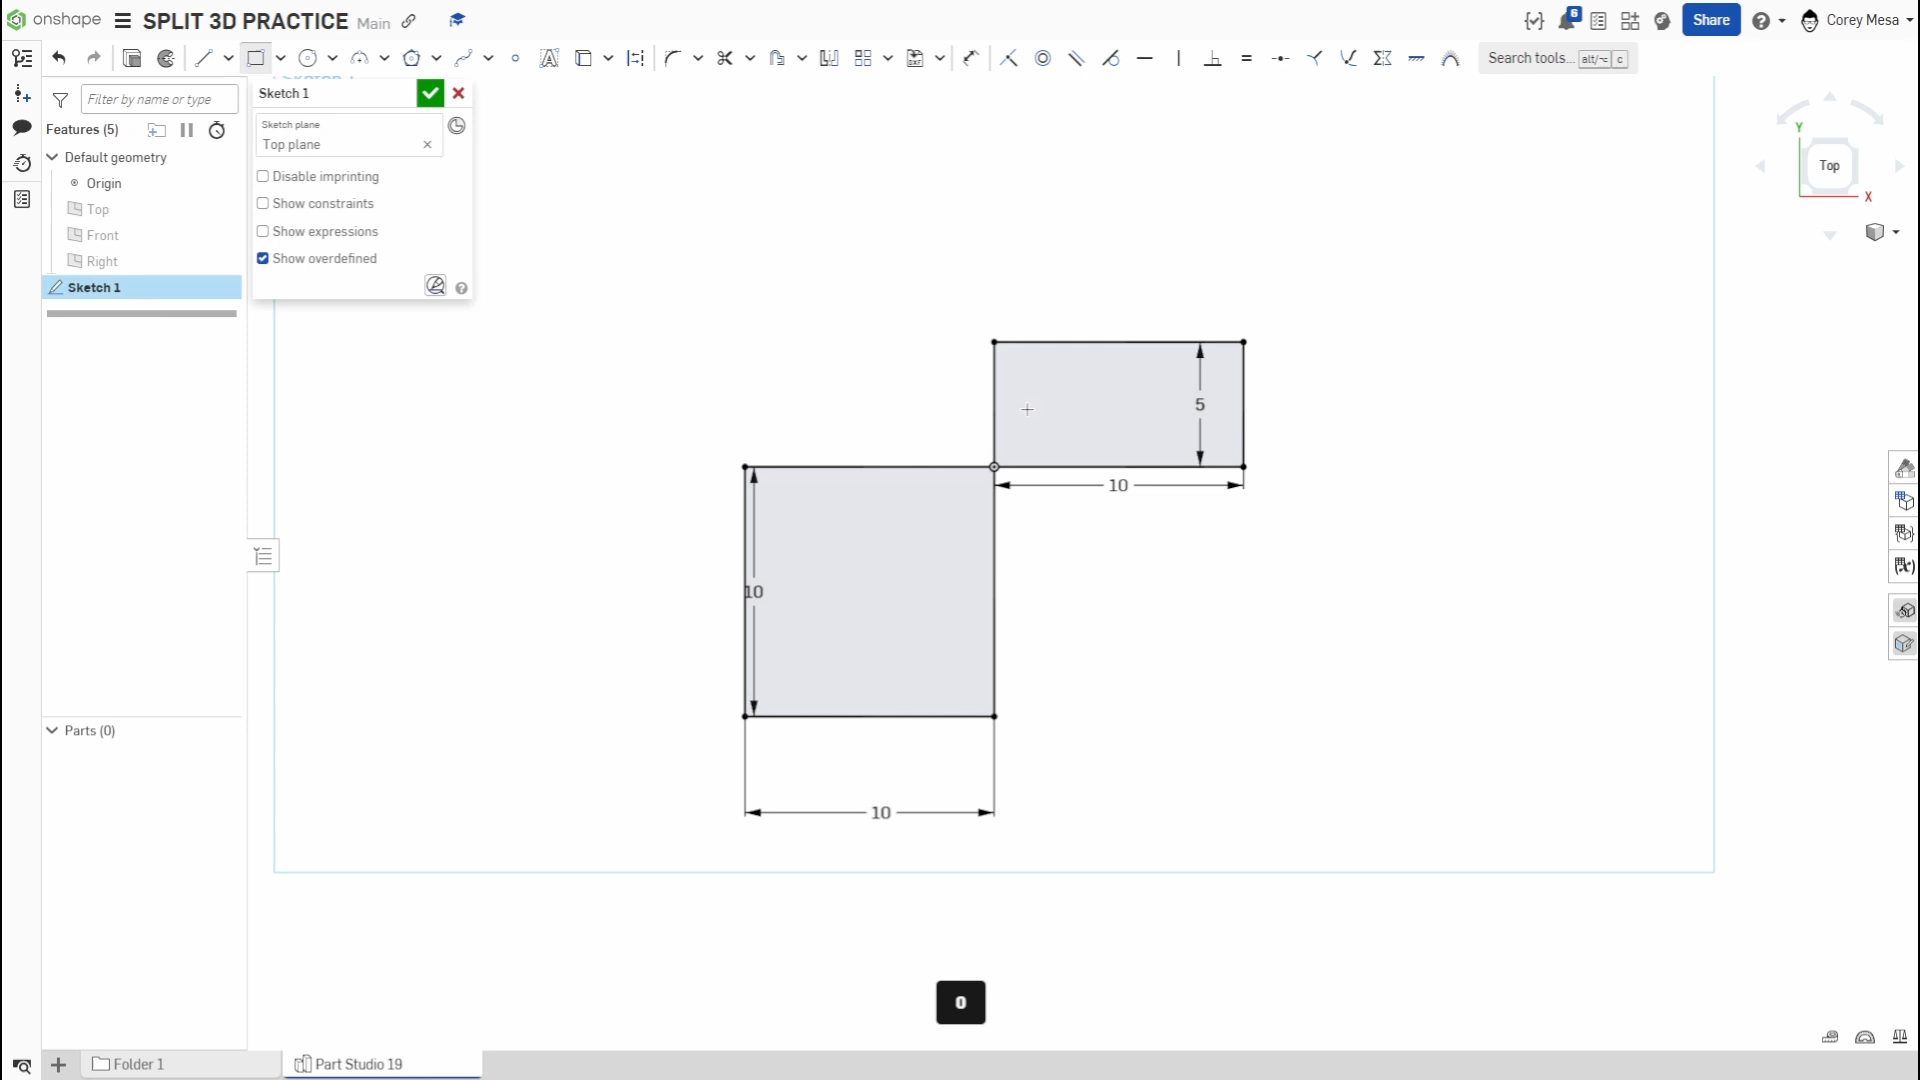 onshape SPLIT 3D PRACTICE Main
6 Share Corey Mesa
Search tools... alt/⌥ c
Filter by name or type
Features (5)
Default geometry
Origin
Top
Front
Right
Sketch 1
Sketch 1
Sketch plane
Top plane
Disable imprinting
Show constraints
Show expressions
Show overdefined
Y
Top
X
5
10
10
10
Parts (0)
0
Folder 1
Part Studio 19